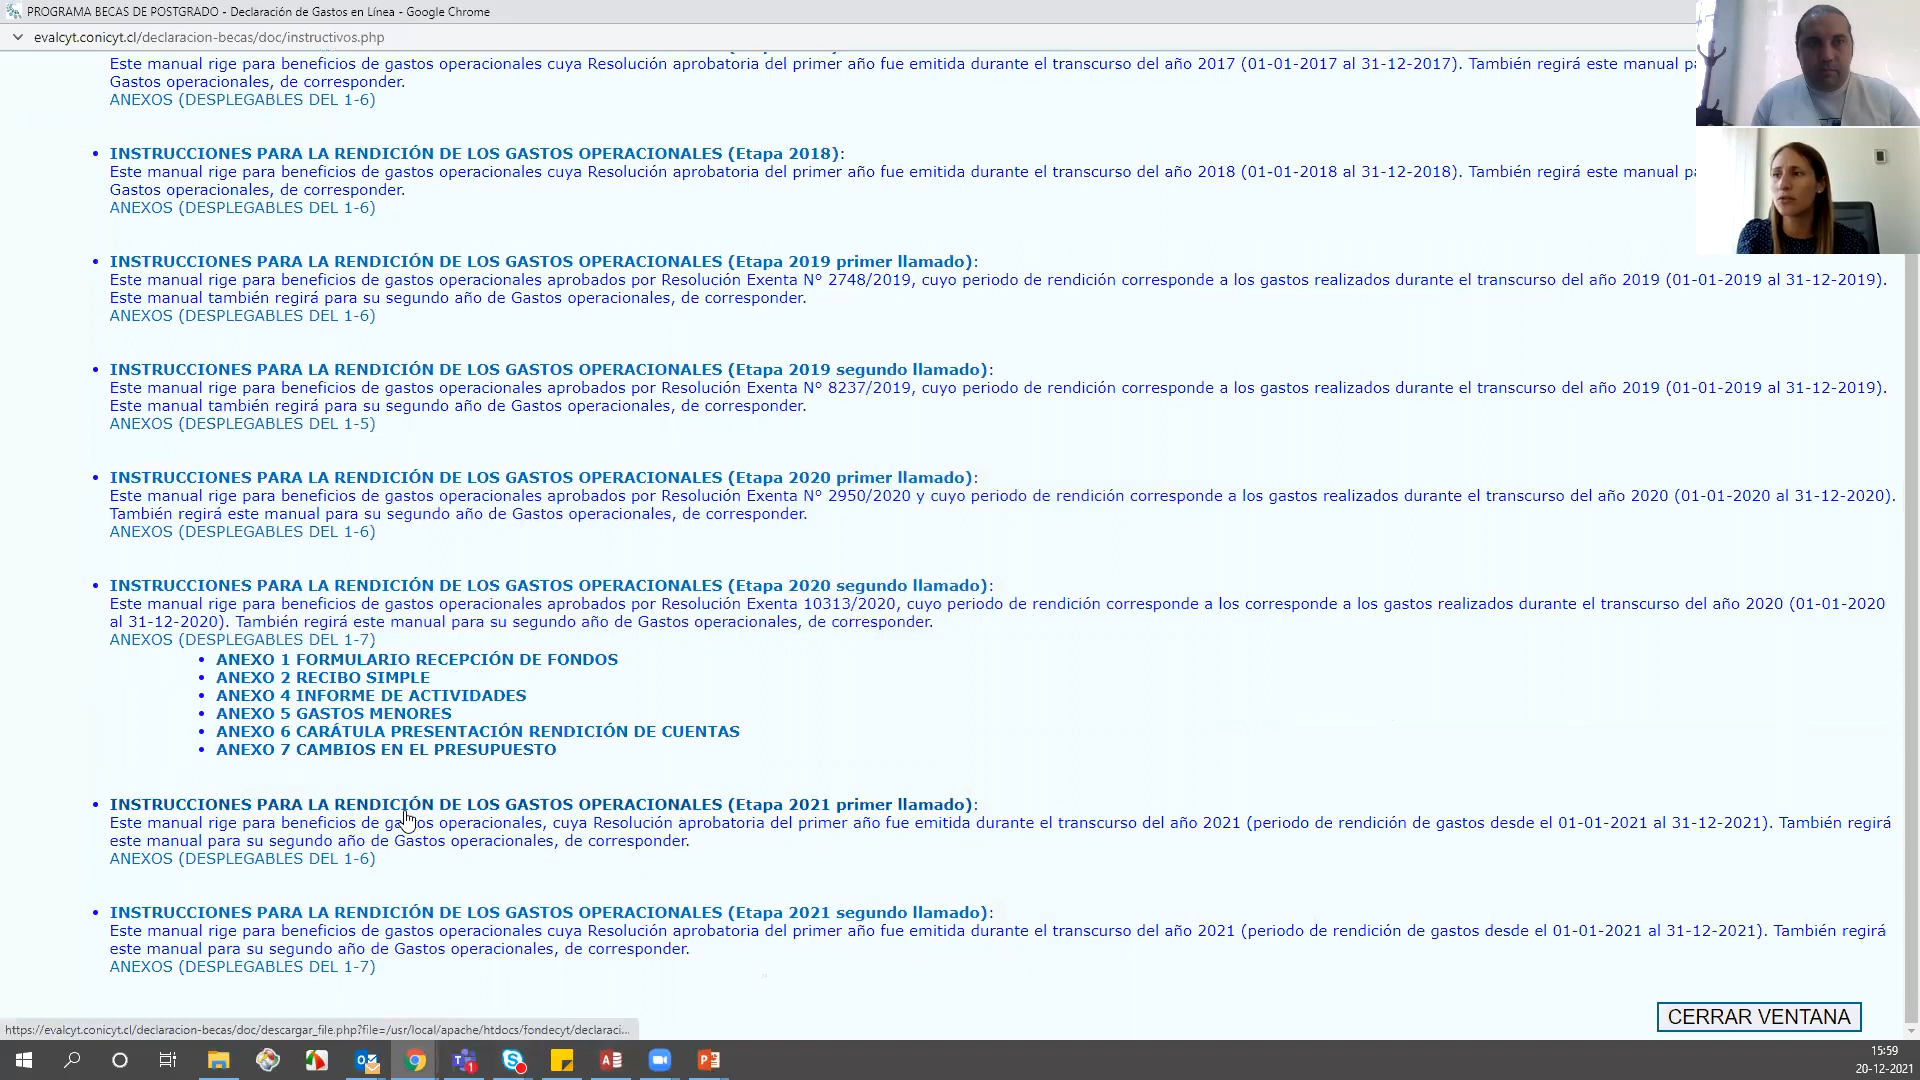 PROGRAMA BECAS DE POSTGRADO - Declaración de Gastos en Línea - Google Chrome
evalcyt.conicyt.cl/declaracion-becas/doc/instructivos.php
Este manual rige para beneficios de gastos operacionales cuya Resolución aprobatoria del primer año fue emitida durante el transcurso del año 2017 (01-01-2017 al 31-12-2017). También regirá este manual
Gastos operacionales, de corresponder.
ANEXOS (DESPLEGABLES DEL 1-6)
• INSTRUCCIONES PARA LA RENDICIÓN DE LOS GASTOS OPERACIONALES (Etapa 2018):
Este manual rige para beneficios de gastos operacionales cuya Resolución aprobatoria del primer año fue emitida durante el transcurso del año 2018 (01-01-2018 al 31-12-2018). También regirá este manual
Gastos operacionales, de corresponder.
ANEXOS (DESPLEGABLES DEL 1-6)
• INSTRUCCIONES PARA LA RENDICIÓN DE LOS GASTOS OPERACIONALES (Etapa 2019 primer llamado):
Este manual rige para beneficios de gastos operacionales aprobados por Resolución Exenta N° 2748/2019, cuyo periodo de rendición corresponde a los gastos realizados durante el transcurso del año 2019 (01-01-2019 al 31-12-2019).
Este manual también regirá para su segundo año de Gastos operacionales, de corresponder.
ANEXOS (DESPLEGABLES DEL 1-6)
• INSTRUCCIONES PARA LA RENDICIÓN DE LOS GASTOS OPERACIONALES (Etapa 2019 segundo llamado):
Este manual rige para beneficios de gastos operacionales aprobados por Resolución Exenta N° 8237/2019, cuyo periodo de rendición corresponde a los gastos realizados durante el transcurso del año 2019 (01-01-2019 al 31-12-2019).
Este manual también regirá para su segundo año de Gastos operacionales, de corresponder.
ANEXOS (DESPLEGABLES DEL 1-5)
• INSTRUCCIONES PARA LA RENDICIÓN DE LOS GASTOS OPERACIONALES (Etapa 2020 primer llamado):
Este manual rige para beneficios de gastos operacionales aprobados por Resolución Exenta N° 2950/2020 y cuyo periodo de rendición corresponde a los gastos realizados durante el transcurso del año 2020 (01-01-2020 al 31-12-2020).
También regirá este manual para su segundo año de Gastos operacionales, de corresponder.
ANEXOS (DESPLEGABLES DEL 1-6)
• INSTRUCCIONES PARA LA RENDICIÓN DE LOS GASTOS OPERACIONALES (Etapa 2020 segundo llamado):
Este manual rige para beneficios de gastos operacionales aprobados por Resolución Exenta 10313/2020, cuyo periodo de rendición corresponde a los corresponde a los gastos realizados durante el transcurso del año 2020 (01-01-2020
al 31-12-2020). También regirá este manual para su segundo año de Gastos operacionales, de corresponder.
ANEXOS (DESPLEGABLES DEL 1-7)
• ANEXO 1 FORMULARIO RECEPCIÓN DE FONDOS
• ANEXO 2 RECIBO SIMPLE
• ANEXO 4 INFORME DE ACTIVIDADES
• ANEXO 5 GASTOS MENORES
• ANEXO 6 CARÁTULA PRESENTACIÓN RENDICIÓN DE CUENTAS
• ANEXO 7 CAMBIOS EN EL PRESUPUESTO
• INSTRUCCIONES PARA LA RENDICIÓN DE LOS GASTOS OPERACIONALES (Etapa 2021 primer llamado):
Este manual rige para beneficios de gastos operacionales, cuya Resolución aprobatoria del primer año fue emitida durante el transcurso del año 2021 (periodo de rendición de gastos desde el 01-01-2021 al 31-12-2021). También regirá
este manual para su segundo año de Gastos operacionales, de corresponder.
ANEXOS (DESPLEGABLES DEL 1-6)
• INSTRUCCIONES PARA LA RENDICIÓN DE LOS GASTOS OPERACIONALES (Etapa 2021 segundo llamado):
Este manual rige para beneficios de gastos operacionales cuya Resolución aprobatoria del primer año fue emitida durante el transcurso del año 2021 (periodo de rendición de gastos desde el 01-01-2021 al 31-12-2021). También regirá
este manual para su segundo año de Gastos operacionales, de corresponder.
ANEXOS (DESPLEGABLES DEL 1-7)
CERRAR VENTANA
https://evalcyt.conicyt.cl/declaracion-becas/doc/descargar_file.php?file=/usr/local/apache/htdocs/fondecyt/declaraci...
15:59
20-12-2021